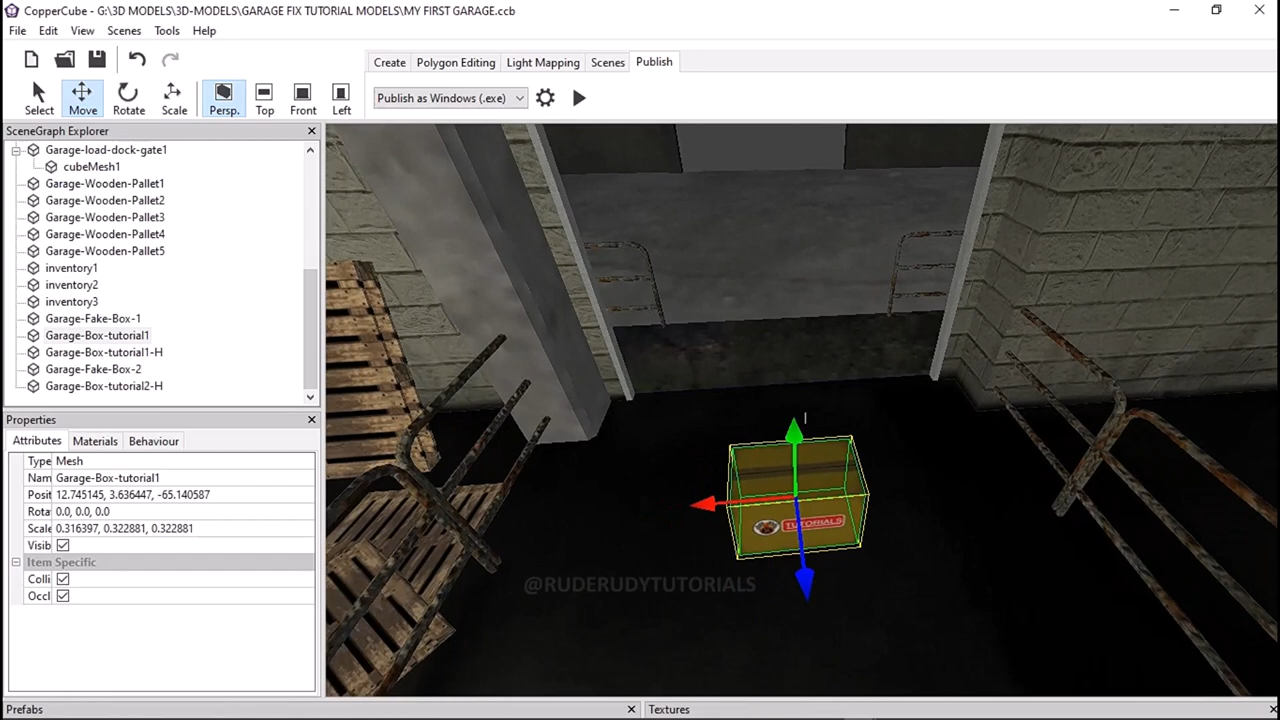 CopperCube - G:\3D MODELS\3D-MODELS\GARAGE FIX TUTORIAL MODELS\MY FIRST GARAGE.ccb
File Edit View Scenes Tools Help
Create Polygon Editing Light Mapping Scenes Publish
Select Move Rotate Scale Persp. Top Front Left
Publish as Windows (.exe)
SceneGraph Explorer
Garage-load-dock-gate1
cubeMesh1
Garage-Wooden-Pallet1
Garage-Wooden-Pallet2
Garage-Wooden-Pallet3
Garage-Wooden-Pallet4
Garage-Wooden-Pallet5
inventory1
inventory2
inventory3
Garage-Fake-Box-1
Garage-Box-tutorial1
Garage-Box-tutorial1-H
Garage-Fake-Box-2
Garage-Box-tutorial2-H
Properties
Attributes Materials Behaviour
Type Mesh
Nam Garage-Box-tutorial1
Posit 12.745145, 3.636447, -65.140587
Rota 0.0, 0.0, 0.0
Scale 0.316397, 0.322881, 0.322881
Visib
Item Specific
Colli
Occl
TUTORIALS
@RUDERUDYTUTORIALS
Prefabs
Textures